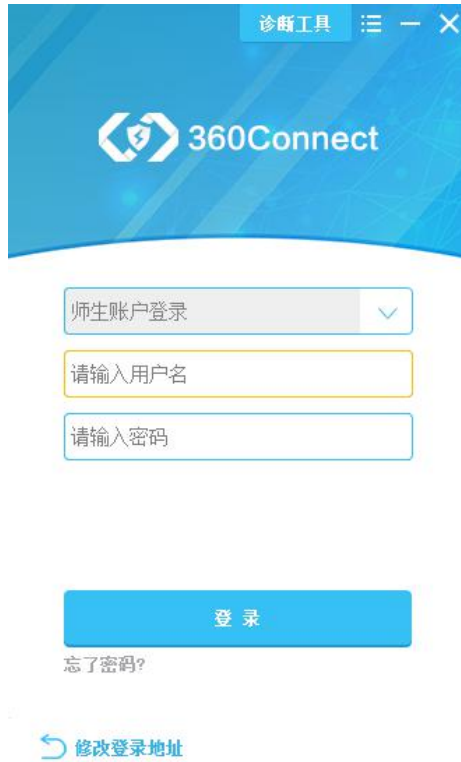 诊断工具
360Connect
师生账户登录
请输入用户名
请输入密码
登 录
忘了密码?
修改登录地址